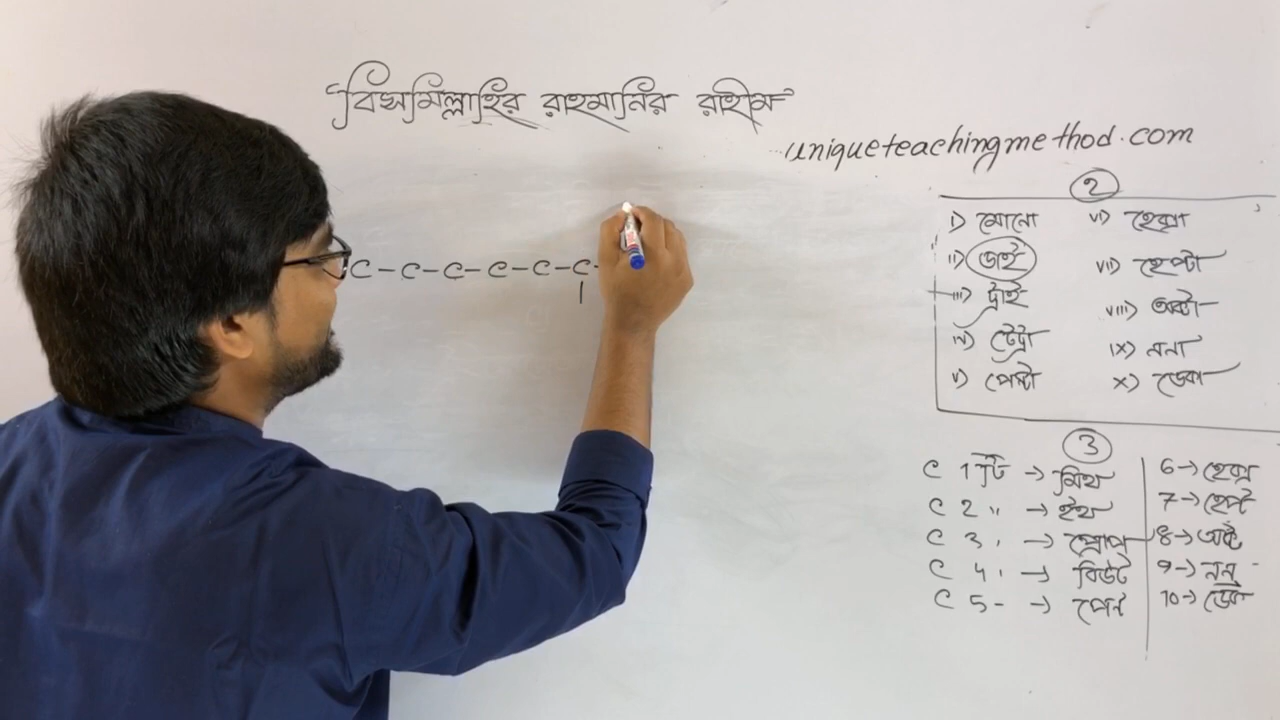 বিসমিল্লাহির রাহমানির রাহীম
uniqueteachingmethod.com
C-C-C-C-C-C-
2
i) মোনো vi) হেক্সা
ii) ডাই vii) হেপ্টা
iii) ট্রাই viii) অক্টা
iv) টেট্রা ix) ননা
v) পেন্টা x) ডেকা
3
C 1 টি → মিথ 6 → হেক্স
C 2 " → ইথ 7 → হেপ্ট
C 3 " → প্রোপ 8 → অক্ট
C 4 " → বিউট 9 → নন
C 5 - → পেন্ট 10 → ডেক